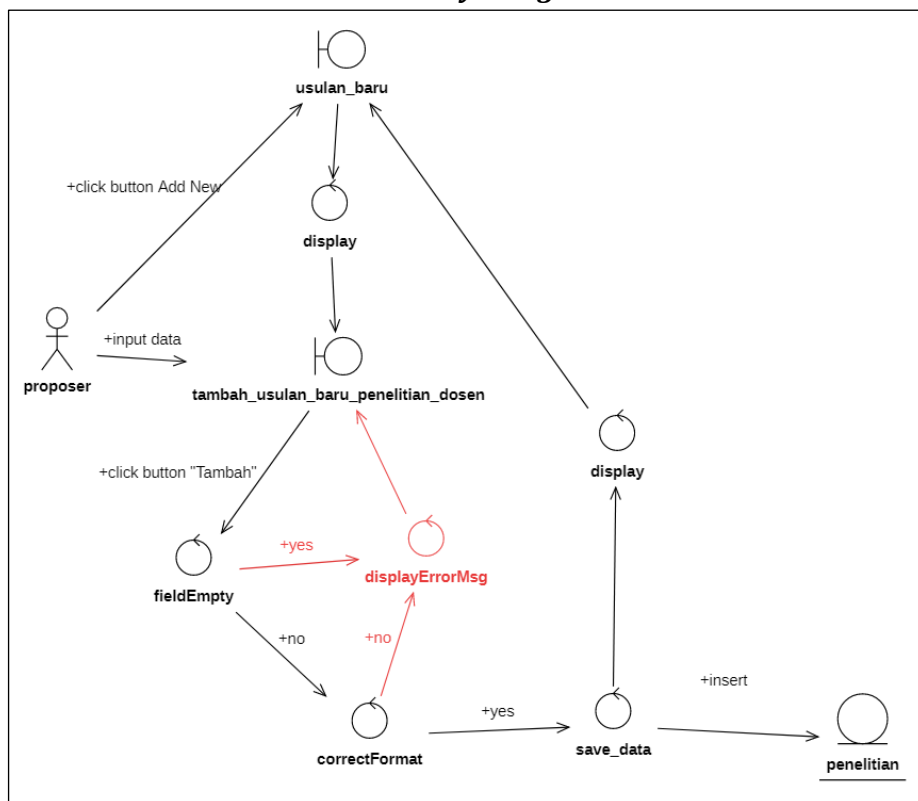 usulan_baru
+click button Add New
display
+input data
proposer
tambah_usulan_baru_penelitian_dosen
+click button "Tambah"
display
+yes
displayErrorMsg
fieldEmpty
+no
+no
+insert
+yes
correctFormat
save_data
penelitian